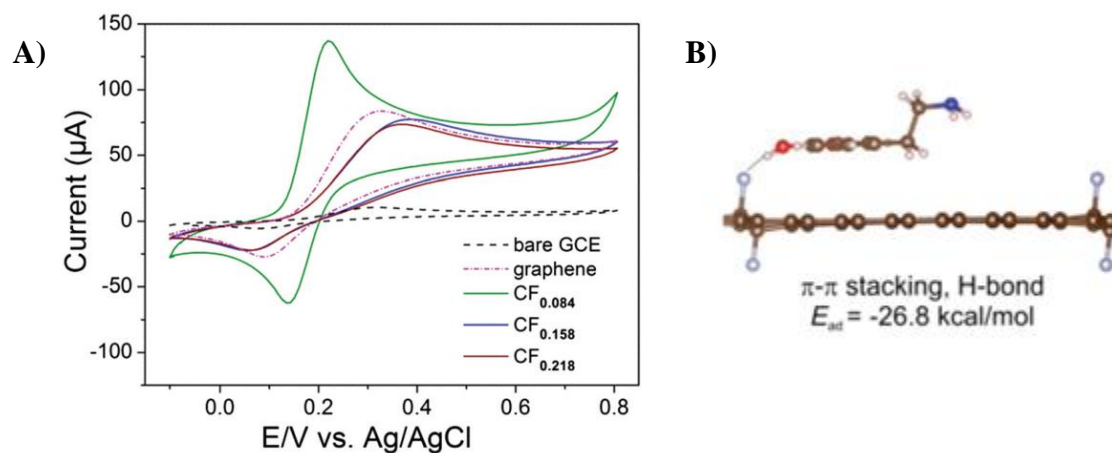 A)
B)
150
100
50
0
-50
-100
Current (µA)
0.0 0.2 0.4 0.6 0.8
E/V vs. Ag/AgCl
bare GCE
graphene
CF0.084
CF0.158
CF0.218
π-π stacking, H-bond
Ead = -26.8 kcal/mol